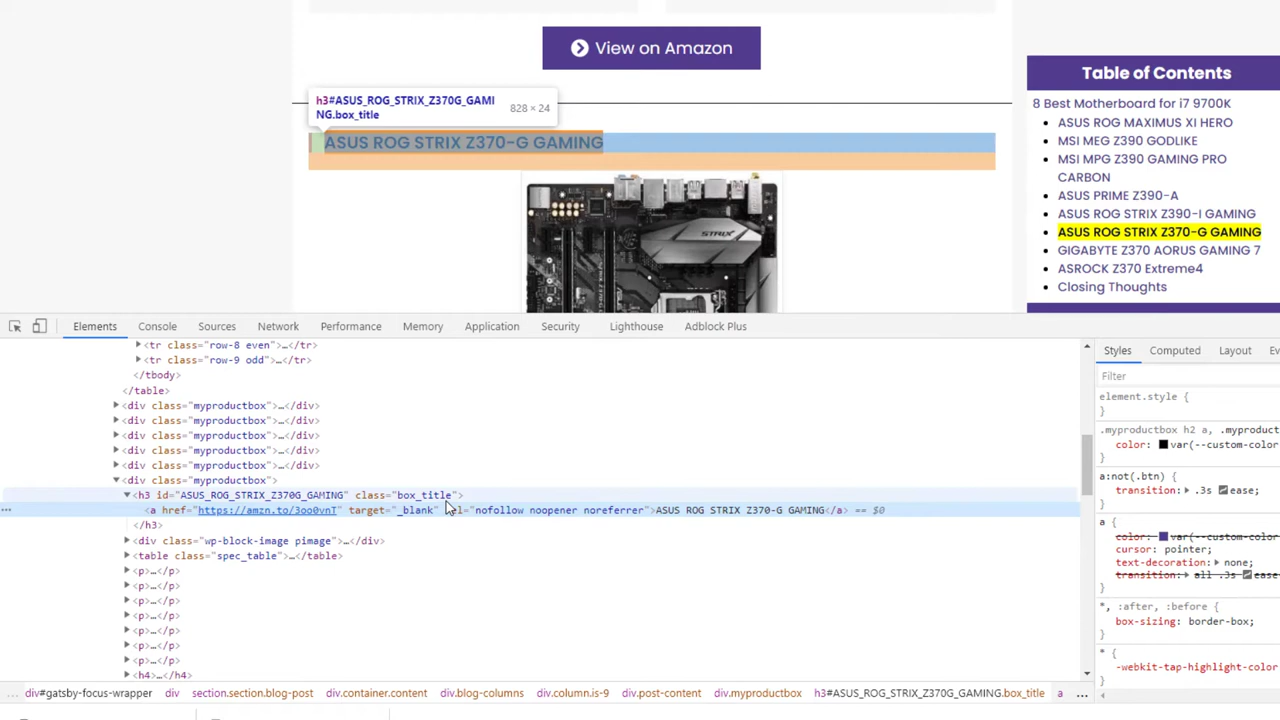 View on Amazon
h3#ASUS_ROG_STRIX_Z370G_GAMI
NG.box_title
828 × 24
ASUS ROG STRIX Z370-G GAMING
STRIX
Table of Contents
8 Best Motherboard for i7 9700K
ASUS ROG MAXIMUS XI HERO
MSI MEG Z390 GODLIKE
MSI MPG Z390 GAMING PRO
CARBON
ASUS PRIME Z390-A
ASUS ROG STRIX Z390-I GAMING
ASUS ROG STRIX Z370-G GAMING
GIGABYTE Z370 AORUS GAMING 7
ASROCK Z370 Extreme4
Closing Thoughts
Elements Console Sources Network Performance Memory Application Security Lighthouse Adblock Plus
<tr class="row-8 even">…</tr>
<tr class="row-9 odd">…</tr>
</tbody>
</table>
<div class="myproductbox">…</div>
<div class="myproductbox">…</div>
<div class="myproductbox">…</div>
<div class="myproductbox">…</div>
<div class="myproductbox">…</div>
<div class="myproductbox">
<h3 id="ASUS_ROG_STRIX_Z370G_GAMING" class="box_title">
… <a href="https://amzn.to/3oo0vnT" target="_blank" el="nofollow noopener noreferrer">ASUS ROG STRIX Z370-G GAMING</a> == $0
</h3>
<div class="wp-block-image pimage">…</div>
<table class="spec_table">…</table>
<p>…</p>
<p>…</p>
<p>…</p>
<p>…</p>
<p>…</p>
<p>…</p>
<p>…</p>
<h4>…</h4>
Styles Computed Layout Ev
Filter
element.style {
}
.myproductbox h2 a, .myproduct
color: var(--custom-color
}
a:not(.btn) {
transition: .3s ease;
}
a {
color: var(--custom-color
cursor: pointer;
text-decoration: none;
transition: all .3s ease
}
*, :after, :before {
box-sizing: border-box;
}
* {
-webkit-tap-highlight-color
… div#gatsby-focus-wrapper div section.section.blog-post div.container.content div.blog-columns div.column.is-9 div.post-content div.myproductbox h3#ASUS_ROG_STRIX_Z370G_GAMING.box_title a …